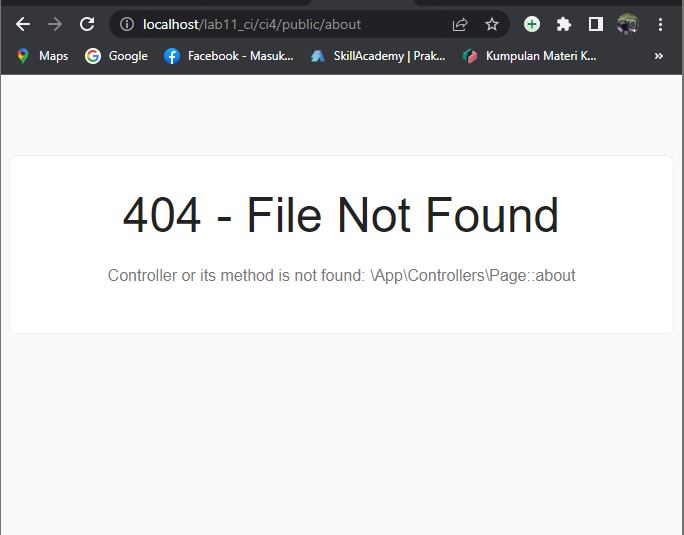 localhost/lab11_ci/ci4/public/about
Maps Google Facebook - Masuk... SkillAcademy | Prak... Kumpulan Materi K... »
404 - File Not Found
Controller or its method is not found: \App\Controllers\Page::about